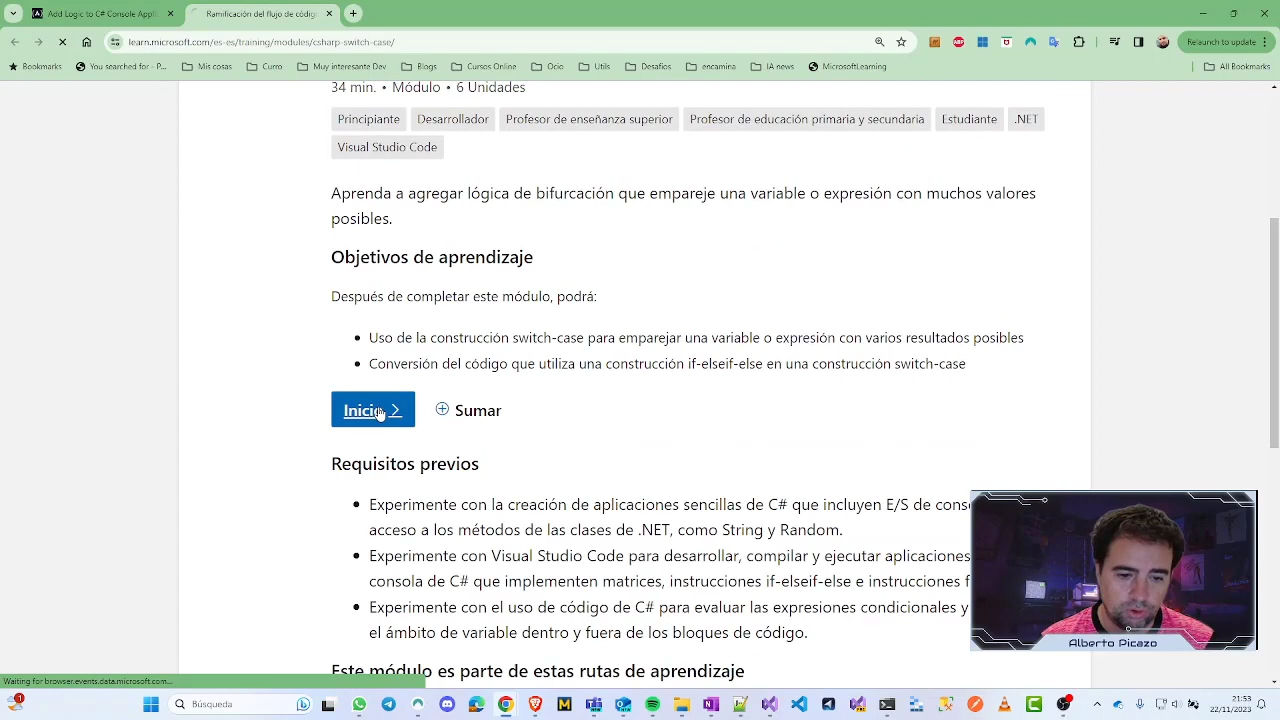 Add Logic to C# Console Appli
Ramificación del flujo de códig
learn.microsoft.com/es-es/training/modules/csharp-switch-case/
Relaunch to update
Bookmarks
You searched for - P...
Mis cosas
Curro
Muy interesante Dev
Blogs
Cursos Online
Ocio
Utils
Desafios
encamina
IA news
MicrosoftLearning
All Bookmarks
34 min. • Módulo • 6 Unidades
Principiante
Desarrollador
Profesor de enseñanza superior
Profesor de educación primaria y secundaria
Estudiante
.NET
Visual Studio Code
Aprenda a agregar lógica de bifurcación que empareje una variable o expresión con muchos valores
posibles.
Objetivos de aprendizaje
Después de completar este módulo, podrá:
• Uso de la construcción switch-case para emparejar una variable o expresión con varios resultados posibles
• Conversión del código que utiliza una construcción if-elseif-else en una construcción switch-case
Inicio
Sumar
Requisitos previos
• Experimente con la creación de aplicaciones sencillas de C# que incluyen E/S de cons
acceso a los métodos de las clases de .NET, como String y Random.
• Experimente con Visual Studio Code para desarrollar, compilar y ejecutar aplicaciones
consola de C# que implementen matrices, instrucciones if-elseif-else e instrucciones f
• Experimente con el uso de código de C# para evaluar las expresiones condicionales y
el ámbito de variable dentro y fuera de los bloques de código.
Este módulo es parte de estas rutas de aprendizaje
Alberto Picazo
Waiting for browser.events.data.microsoft.com...
Búsqueda
21:53
22/11/2023